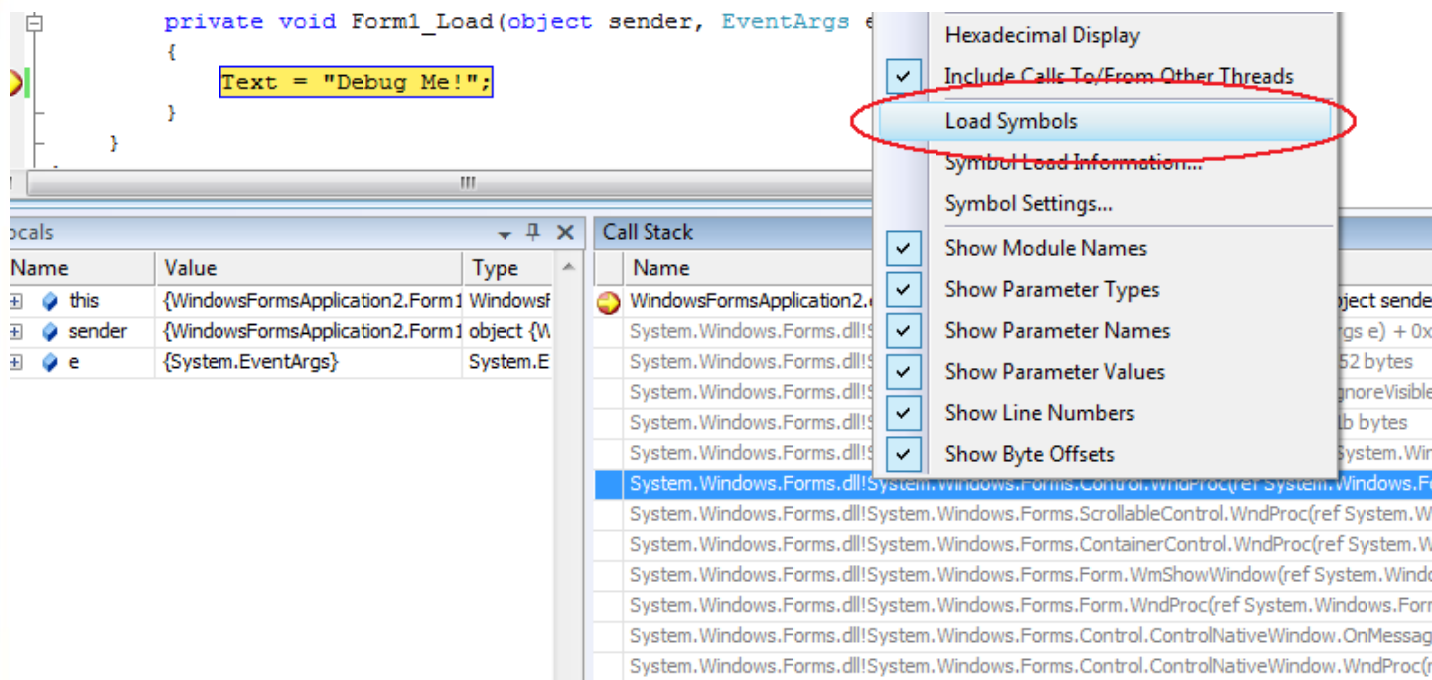 private void Form1_Load(object sender, EventArgs e
{
Text = "Debug Me!";
}
}
Hexadecimal Display
Include Calls To/From Other Threads
Load Symbols
Symbol Load Information...
Symbol Settings...
Show Module Names
Show Parameter Types
Show Parameter Names
Show Parameter Values
Show Line Numbers
Show Byte Offsets
ocals
Name Value Type
this {WindowsFormsApplication2.Form1 WindowsF
sender {WindowsFormsApplication2.Form1 object {W
e {System.EventArgs} System.E
Call Stack
Name
WindowsFormsApplication2. ject sende
System.Windows.Forms.dll!S rgs e) + 0x
System.Windows.Forms.dll!S 52 bytes
System.Windows.Forms.dll!S gnoreVisible
System.Windows.Forms.dll!S 1b bytes
System.Windows.Forms.dll!S System.Win
System.Windows.Forms.dll!System.Windows.Forms.Control.WndProc(ref System.Windows.F
System.Windows.Forms.dll!System.Windows.Forms.ScrollableControl.WndProc(ref System.W
System.Windows.Forms.dll!System.Windows.Forms.ContainerControl.WndProc(ref System.W
System.Windows.Forms.dll!System.Windows.Forms.Form.WmShowWindow(ref System.Windo
System.Windows.Forms.dll!System.Windows.Forms.Form.WndProc(ref System.Windows.For
System.Windows.Forms.dll!System.Windows.Forms.Control.ControlNativeWindow.OnMessag
System.Windows.Forms.dll!System.Windows.Forms.Control.ControlNativeWindow.WndProc(r